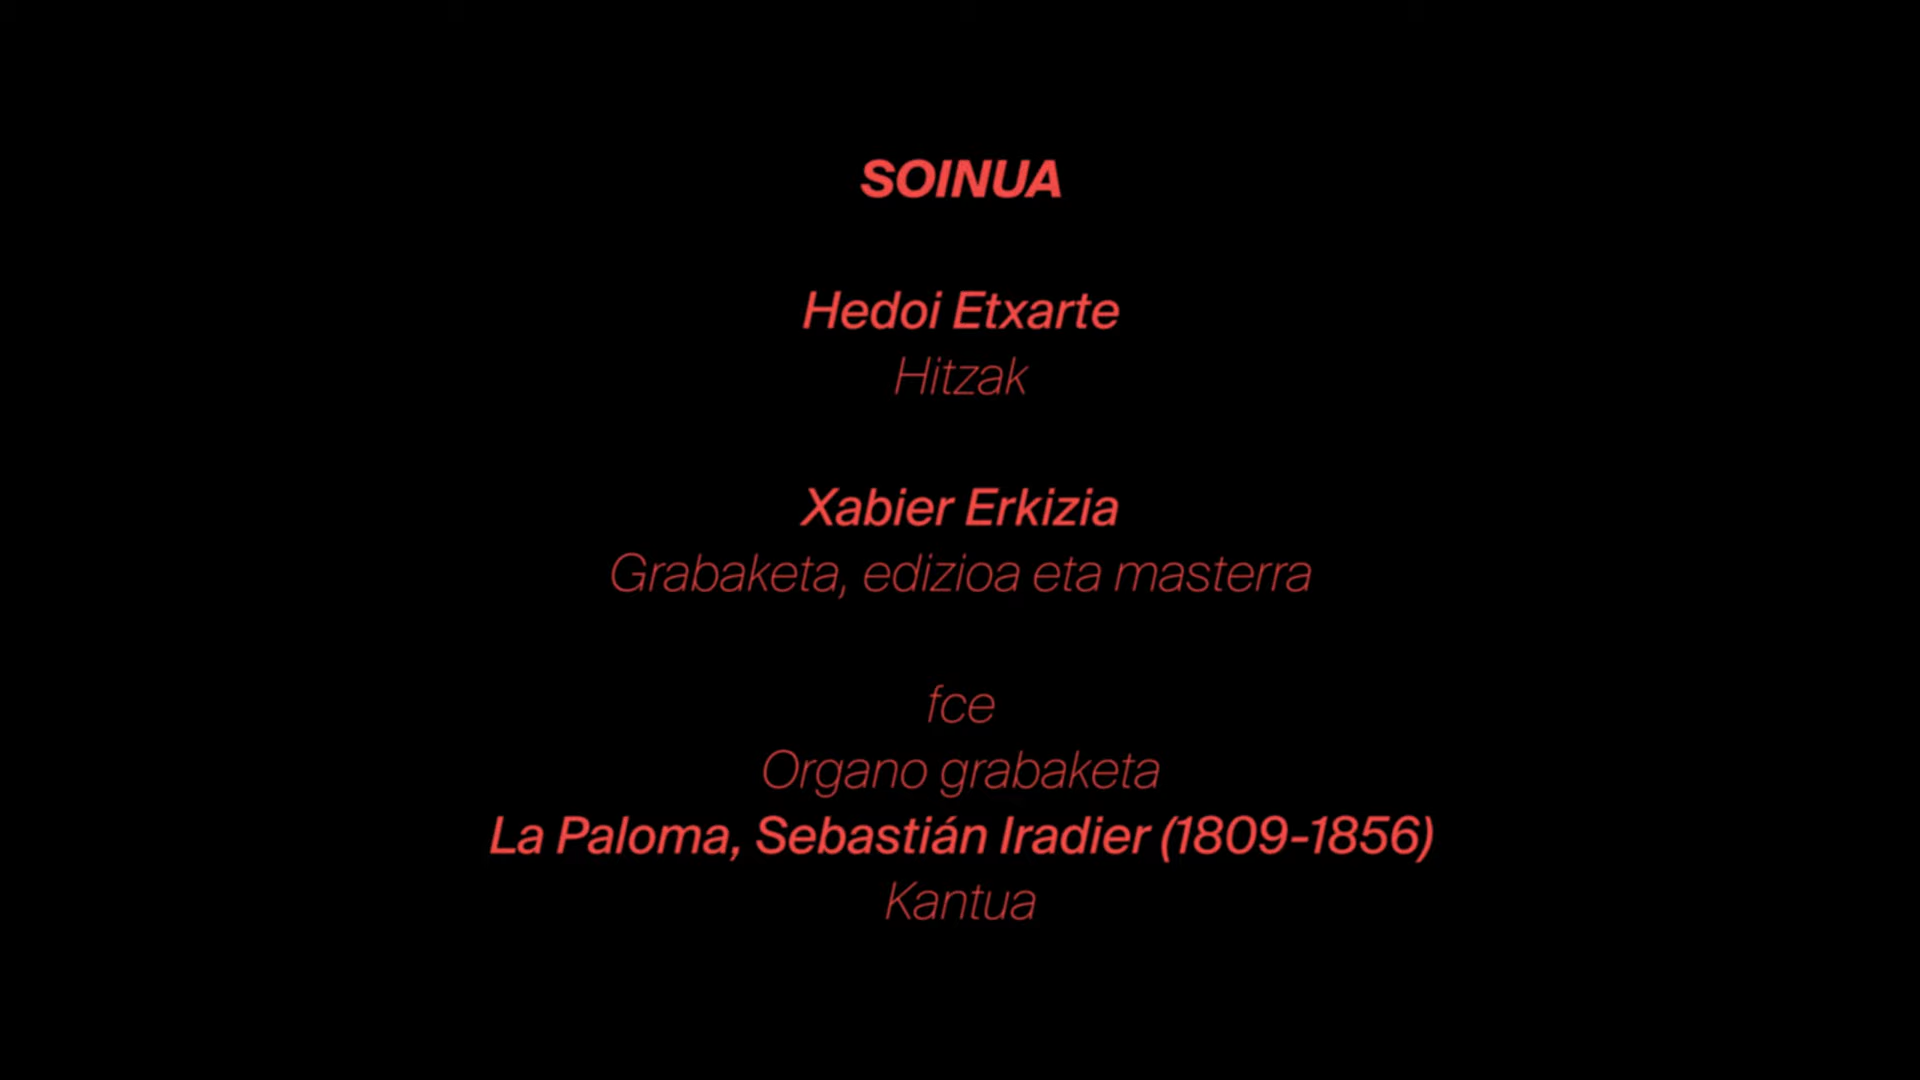 SOINUA
Hedoi Etxarte
Hitzak
Xabier Erkizia
Grabaketa, edizioa eta masterra
fce
Organo grabaketa
La Paloma, Sebastián Iradier (1809-1856)
Kantua